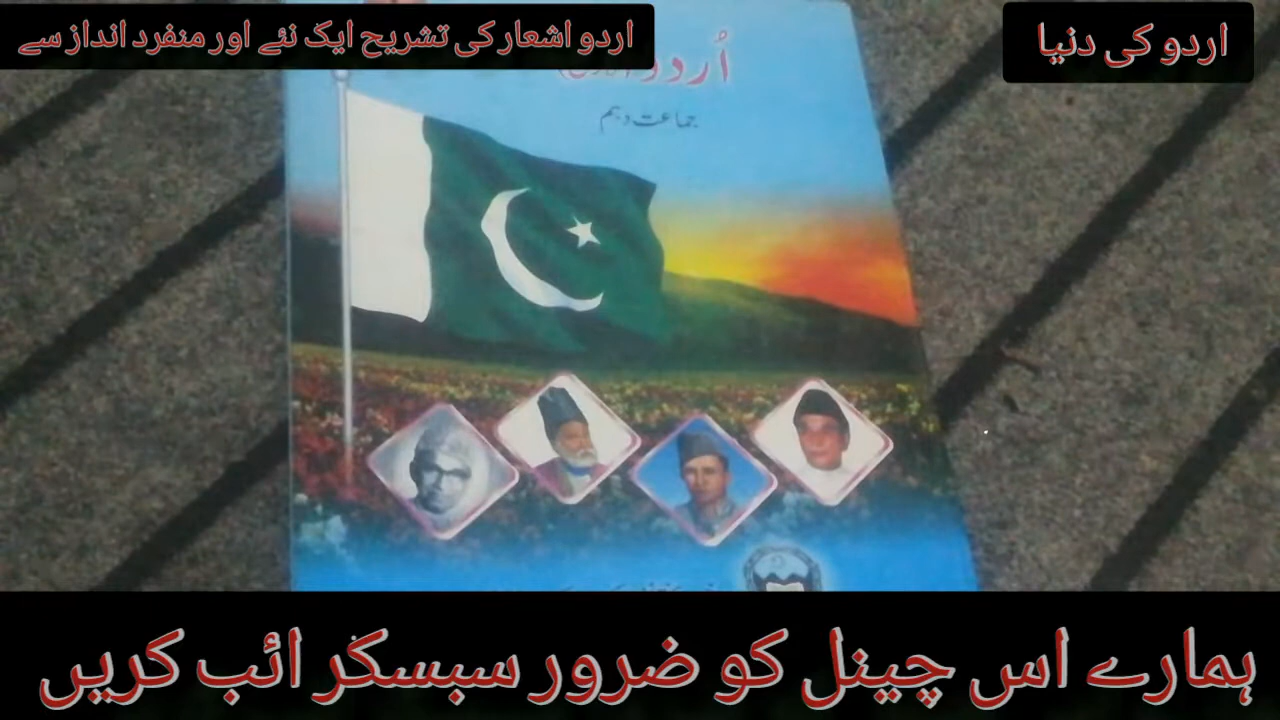 اردو اشعار کی تشریح ایک نئے اور منفرد انداز سے
اردو کی دنیا
اُردو
جماعت دہم
ہمارے اس چینل کو ضرور سبسکرائب کریں